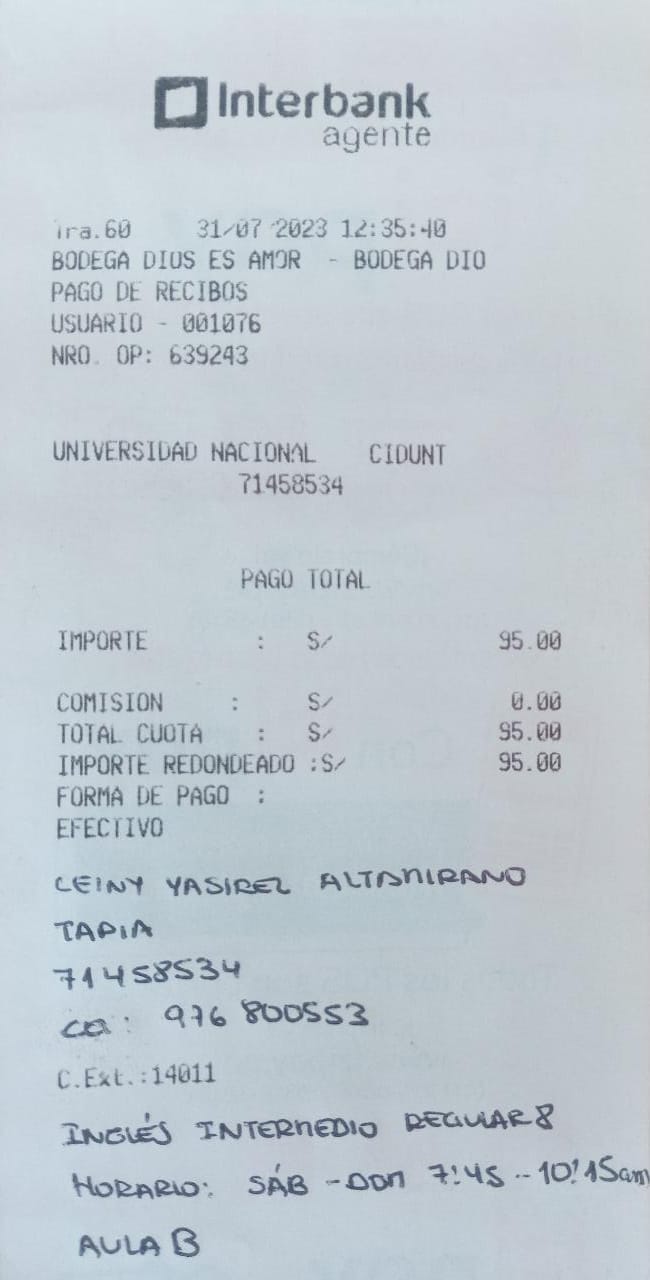 Interbank
agente
Tra.60 31/07/2023 12:35:40
BODEGA DIOS ES AMOR - BODEGA DIO
PAGO DE RECIBOS
USUARIO - 001076
NRO. OP: 639243
UNIVERSIDAD NACIONAL CIDUNT
71458534
PAGO TOTAL
IMPORTE : S/ 95.00
COMISION : S/ 0.00
TOTAL CUOTA : S/ 95.00
IMPORTE REDONDEADO :S/ 95.00
FORMA DE PAGO :
EFECTIVO
LEINY YASIREZ ALTAMIRANO
TAPIA
71458534
976 800553
C.Ext.:14011
INGLÉS INTERMEDIO REGULAR 8
HORARIO: SÁB - DOM 7:45 - 10:15am
AULA B